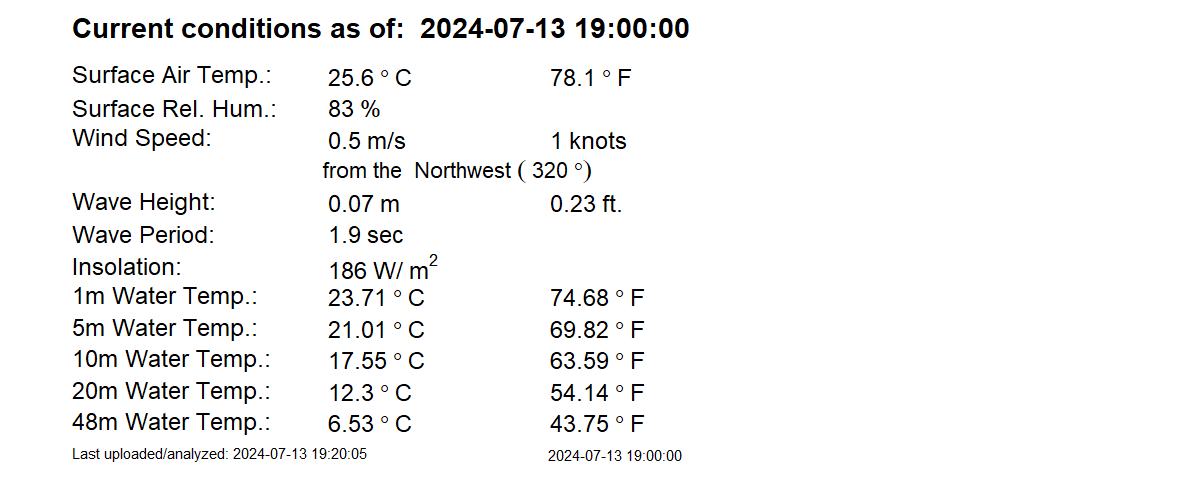 Current conditions as of: 2024-07-13 19:00:00
Surface Air Temp.: 25.6 ° C 78.1 ° F
Surface Rel. Hum.: 83 %
Wind Speed: 0.5 m/s 1 knots
from the Northwest ( 320 °)
Wave Height: 0.07 m 0.23 ft.
Wave Period: 1.9 sec
Insolation: 186 W/ m²
1m Water Temp.: 23.71 ° C 74.68 ° F
5m Water Temp.: 21.01 ° C 69.82 ° F
10m Water Temp.: 17.55 ° C 63.59 ° F
20m Water Temp.: 12.3 ° C 54.14 ° F
48m Water Temp.: 6.53 ° C 43.75 ° F
Last uploaded/analyzed: 2024-07-13 19:20:05 2024-07-13 19:00:00